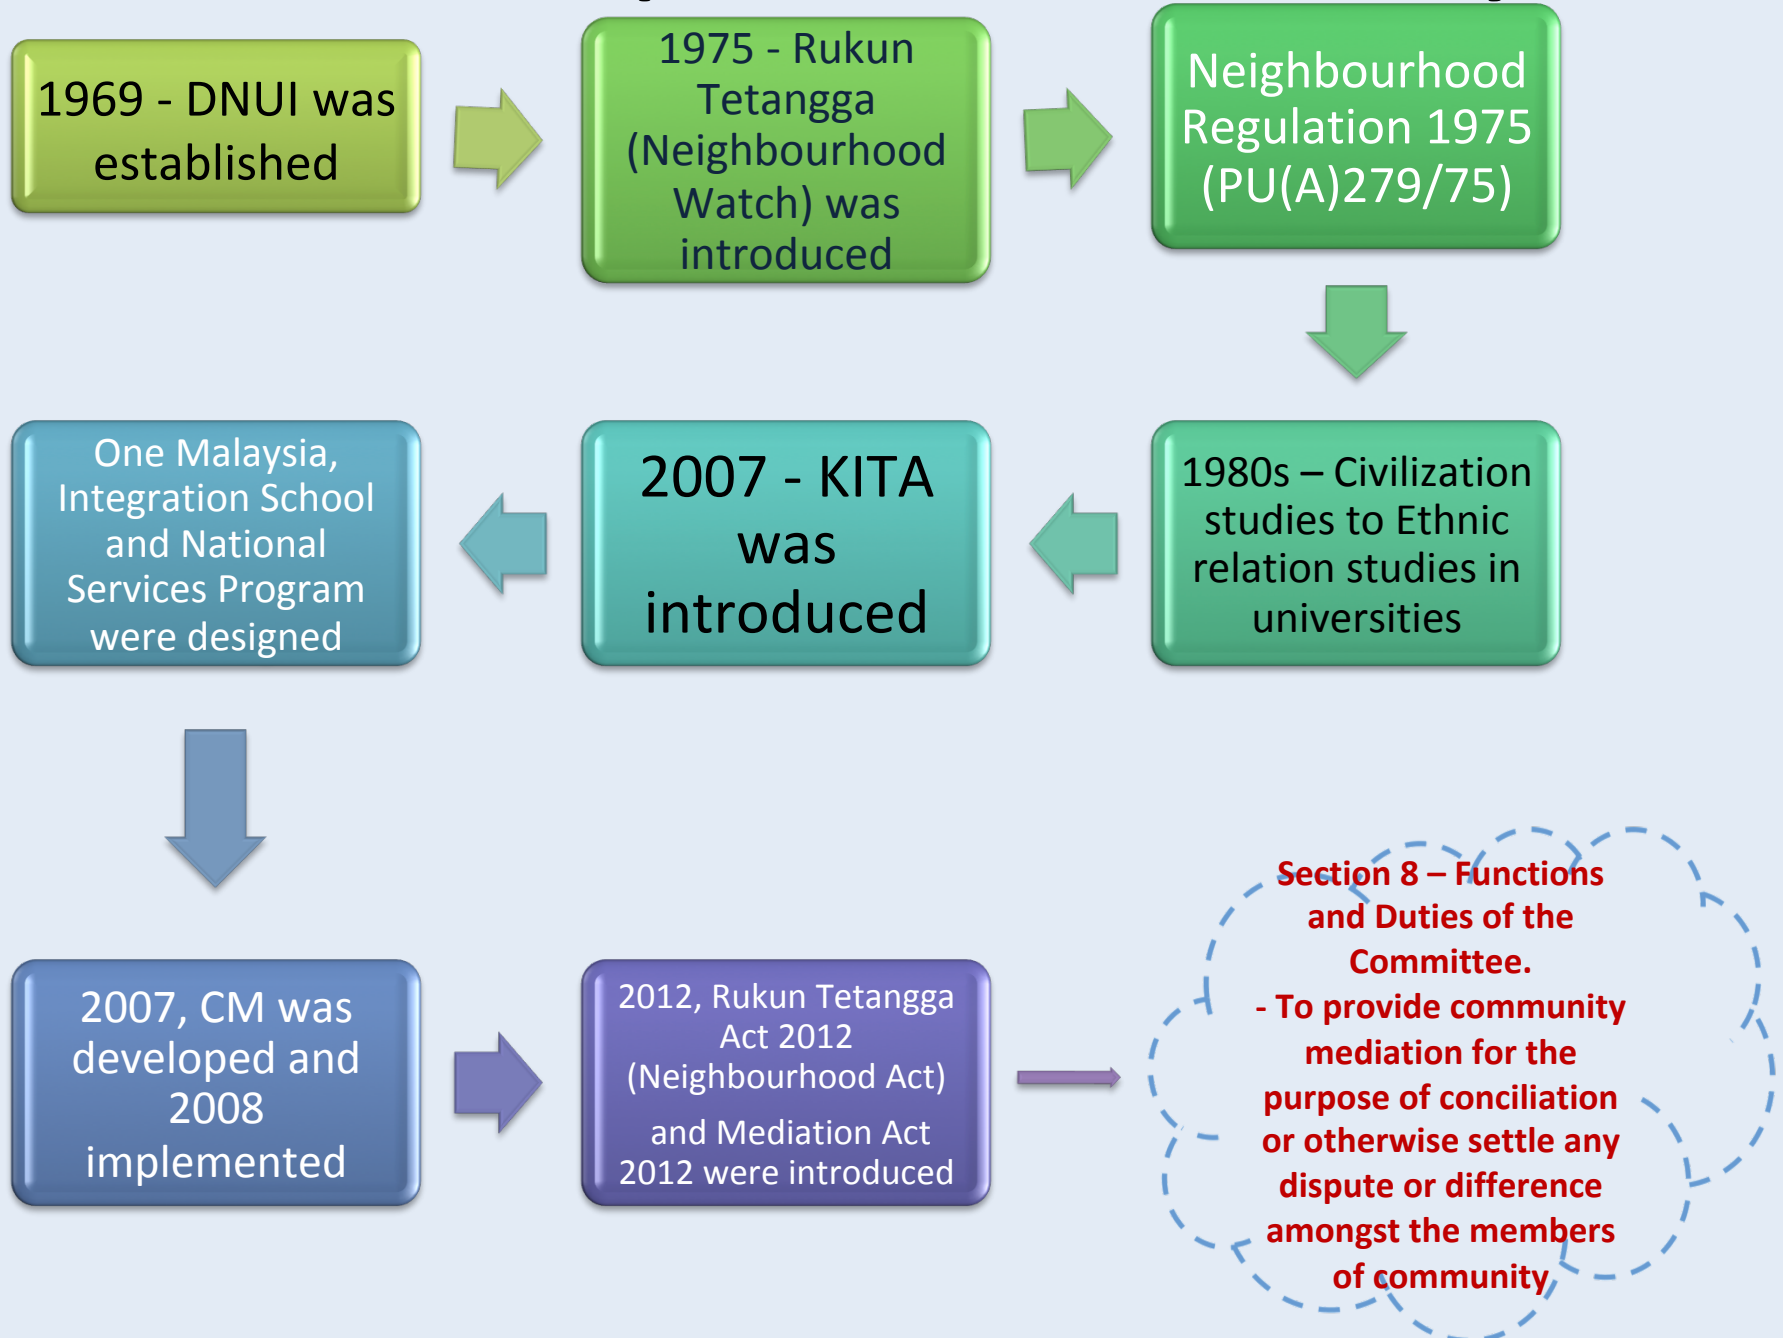 1969 - DNUI was
established
1975 - Rukun
Tetangga
(Neighbourhood
Watch) was
introduced
Neighbourhood
Regulation 1975
(PU(A)279/75)
1980s – Civilization
studies to Ethnic
relation studies in
universities
2007 - KITA
was
introduced
One Malaysia,
Integration School
and National
Services Program
were designed
2007, CM was
developed and
2008
implemented
2012, Rukun Tetangga
Act 2012
(Neighbourhood Act)
and Mediation Act
2012 were introduced
Section 8 – Functions
and Duties of the
Committee.
- To provide community
mediation for the
purpose of conciliation
or otherwise settle any
dispute or difference
amongst the members
of community